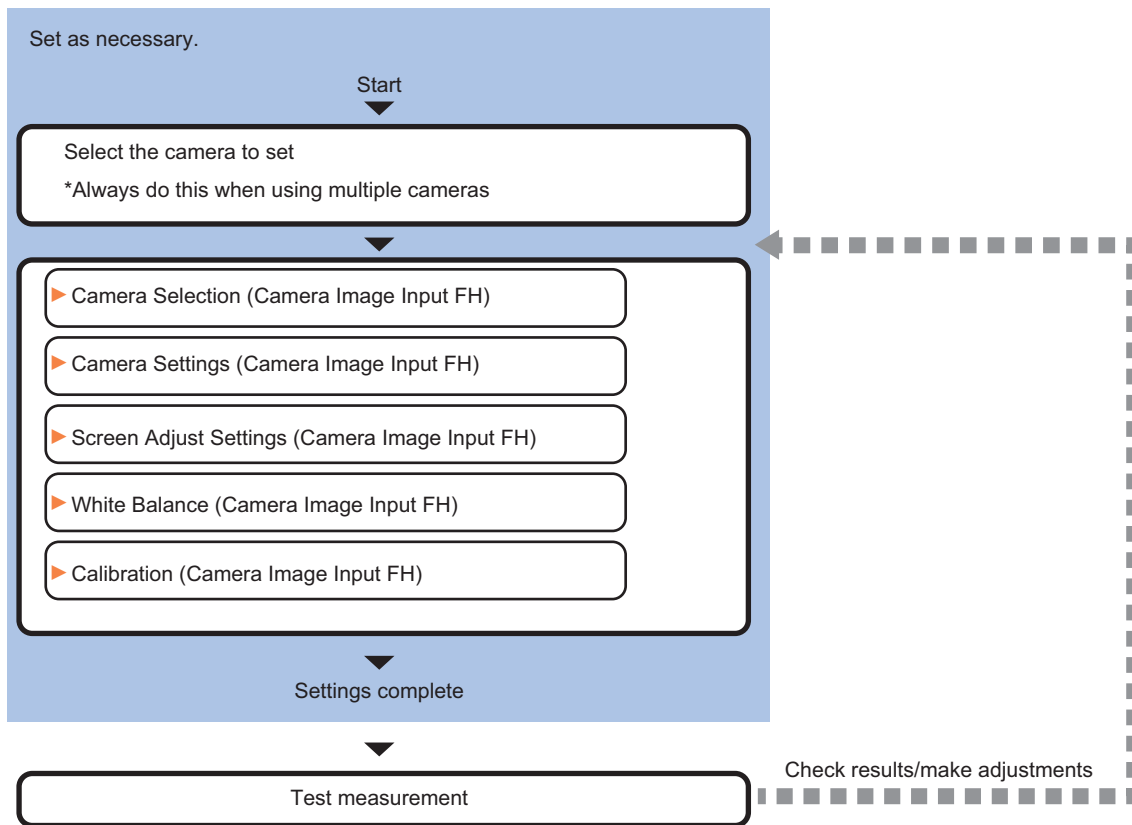 Set as necessary.
Start
Select the camera to set
*Always do this when using multiple cameras
Camera Selection (Camera Image Input FH)
Camera Settings (Camera Image Input FH)
Screen Adjust Settings (Camera Image Input FH)
White Balance (Camera Image Input FH)
Calibration (Camera Image Input FH)
Settings complete
Check results/make adjustments
Test measurement